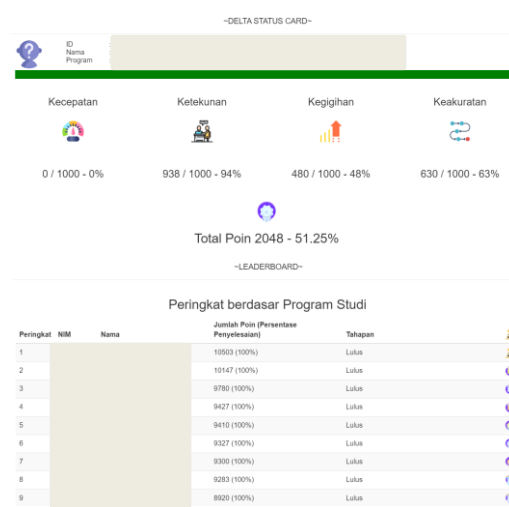 ~DELTA STATUS CARD~
ID :
Nama :
Program :
Kecepatan Ketekunan Kegigihan Keakuratan
0 / 1000 - 0% 938 / 1000 - 94% 480 / 1000 - 48% 630 / 1000 - 63%
Total Poin 2048 - 51.25%
~LEADERBOARD~
Peringkat berdasar Program Studi
Peringkat NIM Nama Jumlah Poin (Persentase Penyelesaian) Tahapan
1 10503 (100%) Lulus
2 10147 (100%) Lulus
3 9780 (100%) Lulus
4 9427 (100%) Lulus
5 9410 (100%) Lulus
6 9327 (100%) Lulus
7 9300 (100%) Lulus
8 9283 (100%) Lulus
9 8920 (100%) Lulus